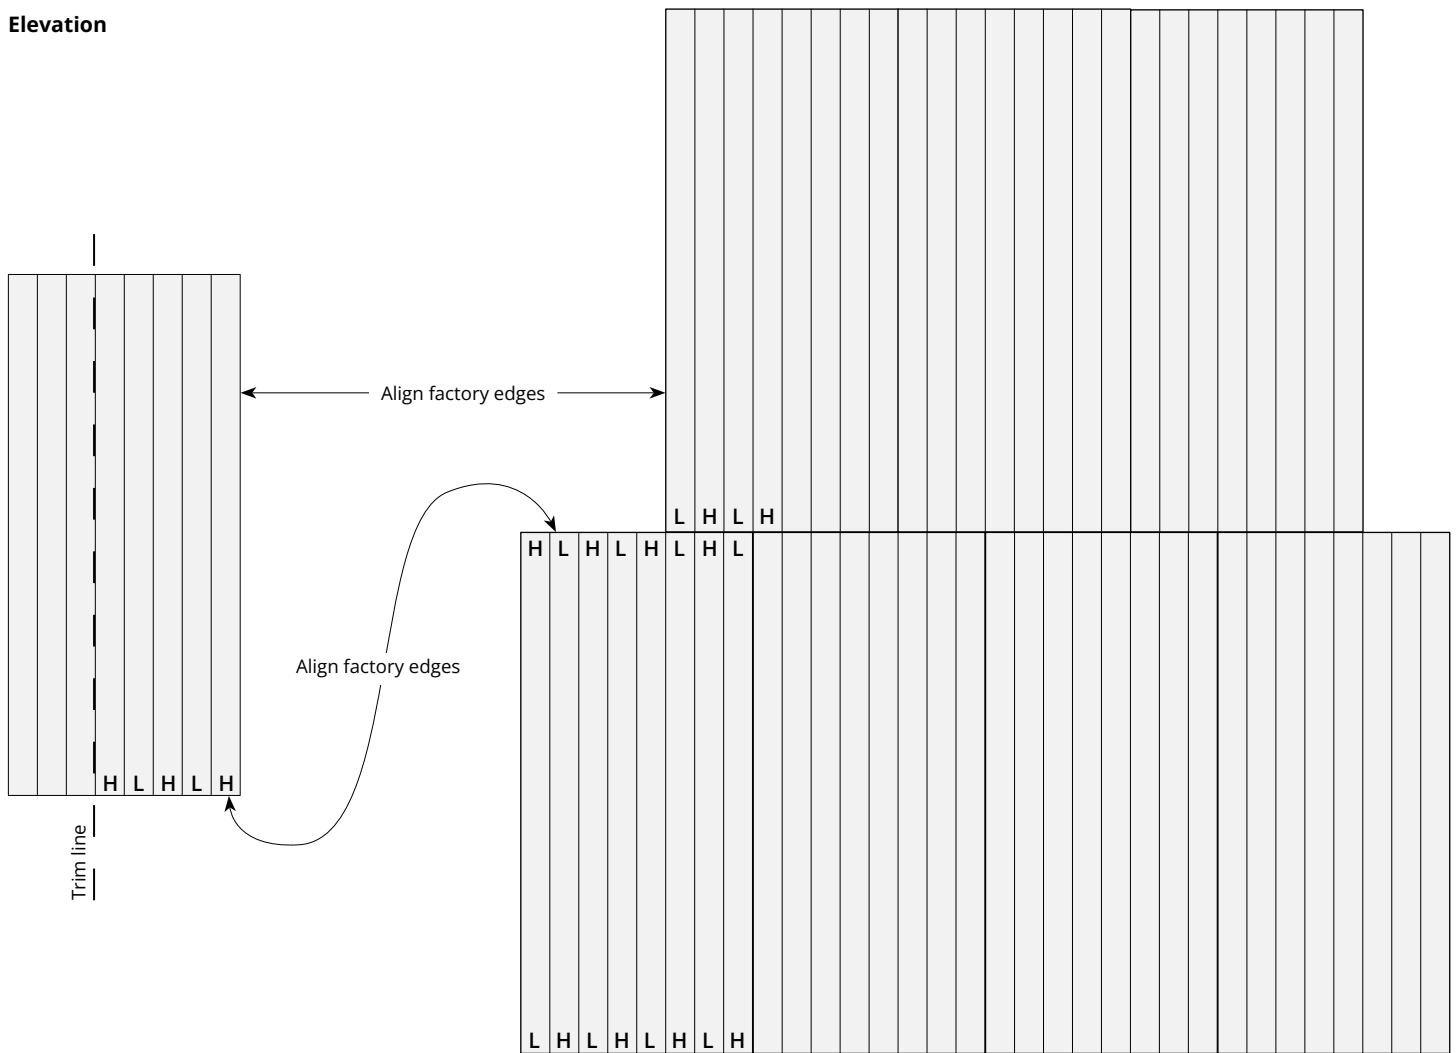 Elevation
Align factory edges
L H L H
H L H L H L H L
Align factory edges
H L H L H
Trim line
L H L H L H L H